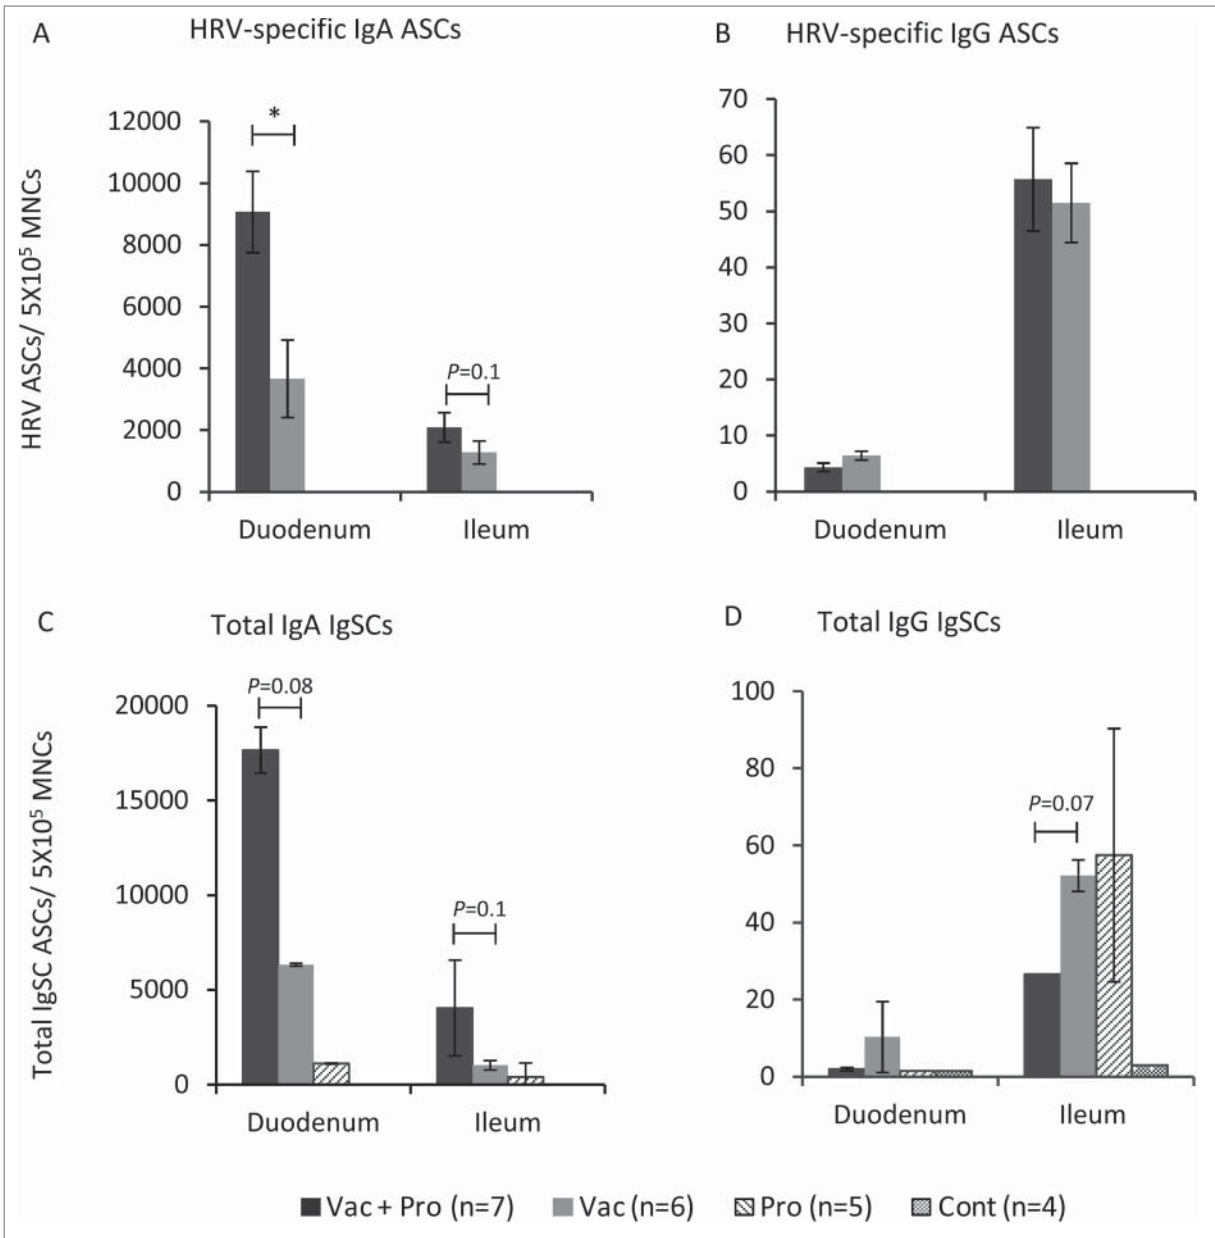 A
HRV-specific IgA ASCs
B
HRV-specific IgG ASCs
HRV ASCs/ 5X10⁵ MNCs
12000
10000
8000
6000
4000
2000
0
*
P=0.1
Duodenum
Ileum
70
60
50
40
30
20
10
0
Duodenum
Ileum
C
Total IgA IgSCs
D
Total IgG IgSCs
Total IgSC ASCs/ 5X10⁵ MNCs
20000
15000
10000
5000
0
P=0.08
P=0.1
Duodenum
Ileum
100
80
60
40
20
0
P=0.07
Duodenum
Ileum
Vac + Pro (n=7) Vac (n=6) Pro (n=5) Cont (n=4)